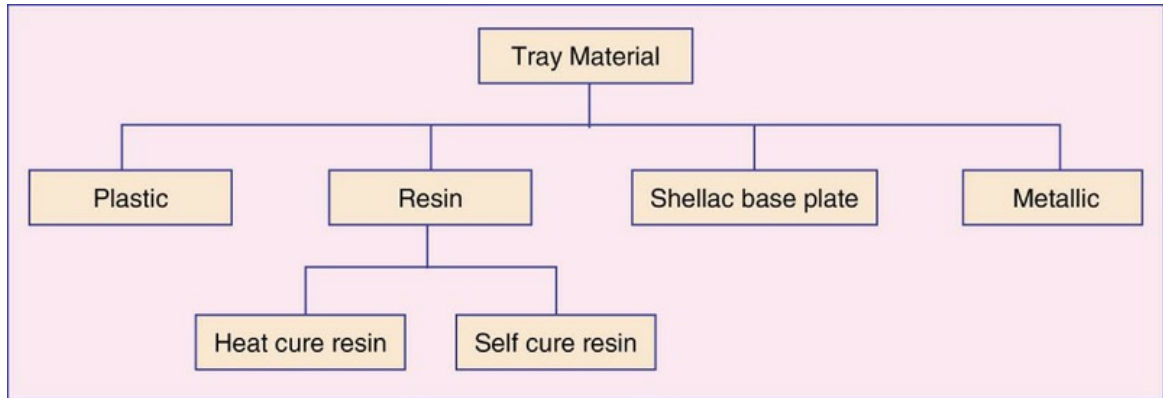 Tray Material
Plastic
Resin
Shellac base plate
Metallic
Heat cure resin
Self cure resin